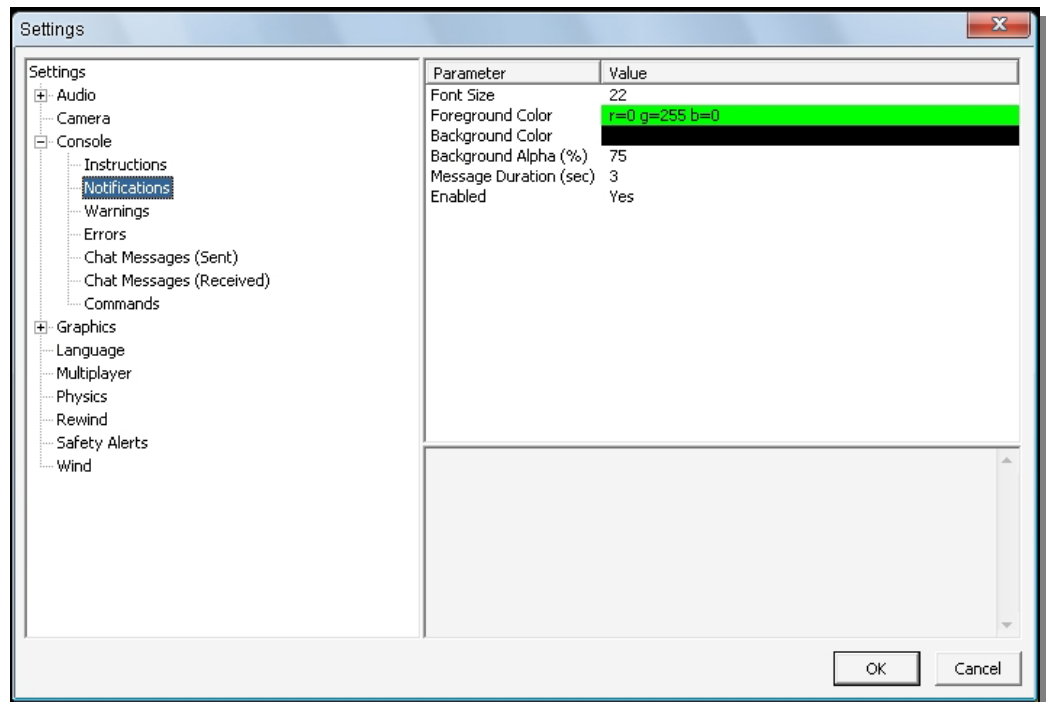 Settings
Settings
Audio
Camera
Console
Instructions
Notifications
Warnings
Errors
Chat Messages (Sent)
Chat Messages (Received)
Commands
Graphics
Language
Multiplayer
Physics
Rewind
Safety Alerts
Wind
Parameter Value
Font Size 22
Foreground Color r=0 g=255 b=0
Background Color
Background Alpha (%) 75
Message Duration (sec) 3
Enabled Yes
OK Cancel